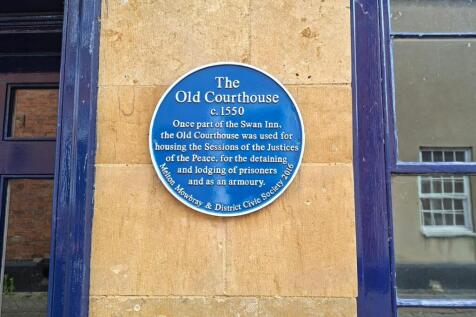 The
Old Courthouse
c. 1550
Once part of the Swan Inn,
the Old Courthouse was used for
housing the Sessions of the Justices
of the Peace, for the detaining
and lodging of prisoners
and as an armoury.
Melton Mowbray & District Civic Society 2016